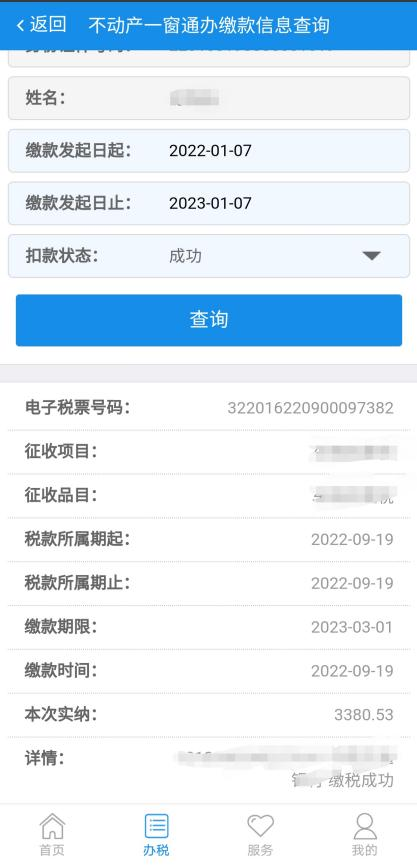 返回 不动产一窗通办缴款信息查询
姓名：
缴款发起日起： 2022-01-07
缴款发起日止： 2023-01-07
扣款状态： 成功
查询
电子税票号码： 322016220900097382
征收项目：
征收品目：
税款所属期起： 2022-09-19
税款所属期止： 2022-09-19
缴款期限： 2023-03-01
缴款时间： 2022-09-19
本次实纳： 3380.53
详情：
缴税成功
首页 办税 服务 我的